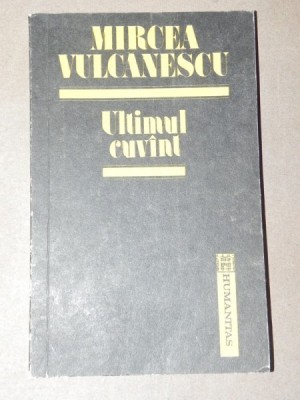 MIRCEA
VULCANESCU
Ultimul
cuvînt
HUMANITAS